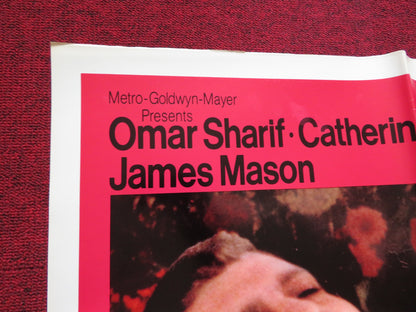 Metro-Goldwyn-Mayer
Presents
Omar Sharif · Catherin
James Mason